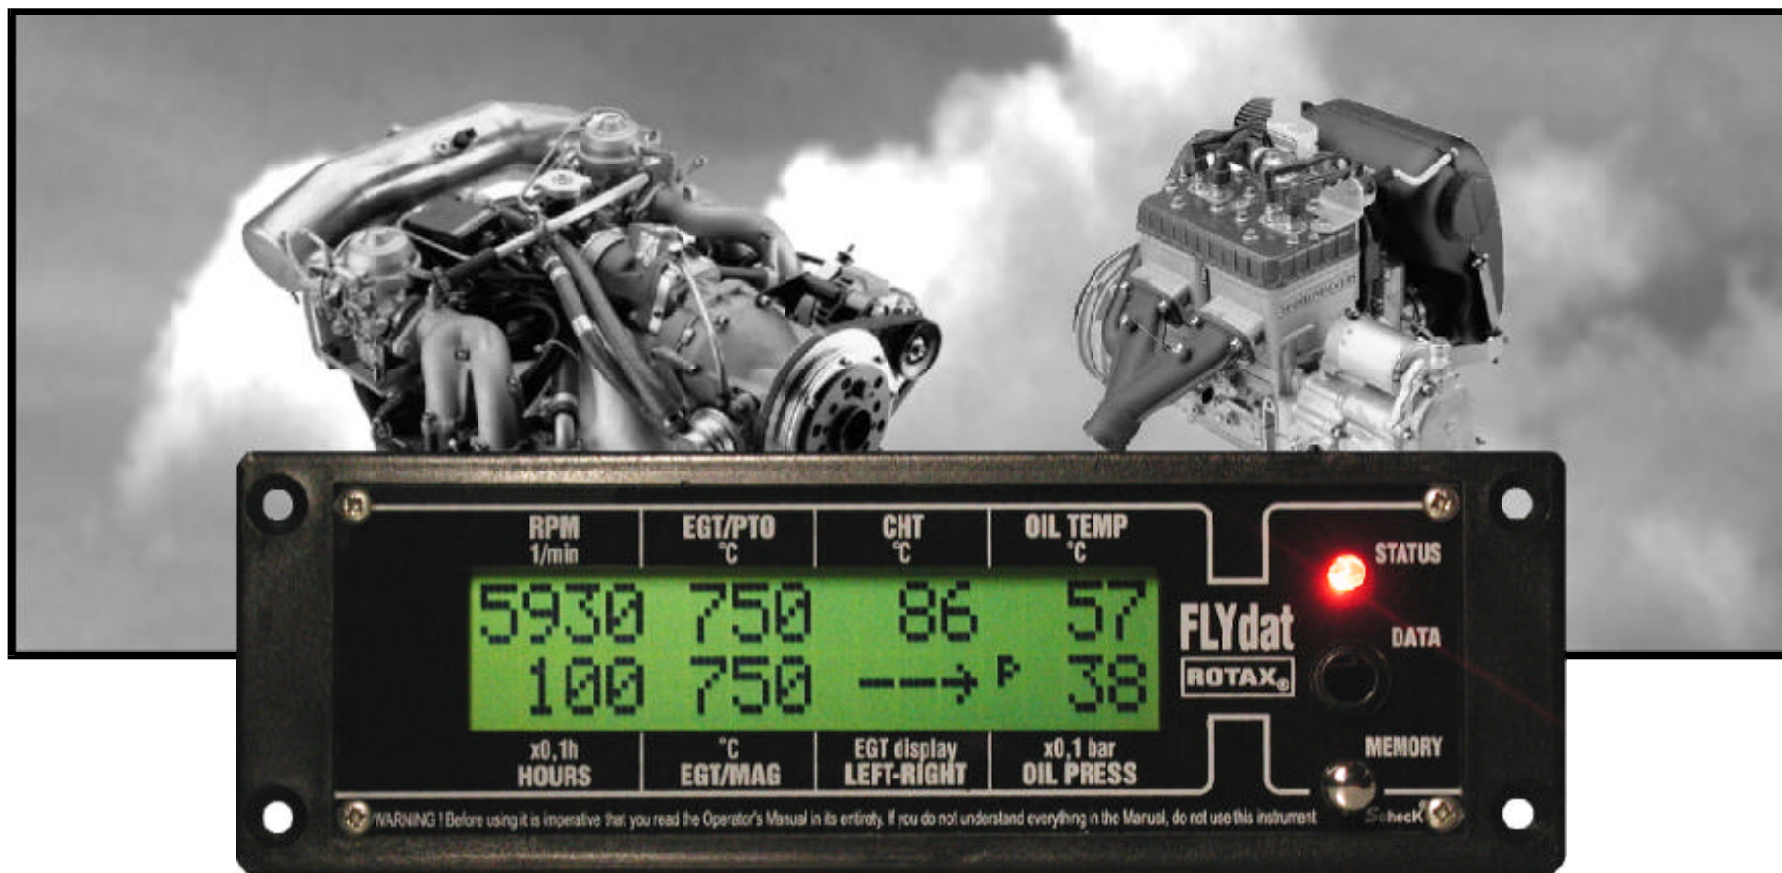 RPM EGT/PTO CHT OIL TEMP
1/min °C °C °C
STATUS
5930 750 86 57
FLYdat
DATA
100 750 --→ P 38
ROTAX®
x0,1h °C EGT display x0,1 bar
MEMORY
HOURS EGT/MAG LEFT-RIGHT OIL PRESS
WARNING ! Before using it is imperative that you read the Operator's Manual in its entiraty. If you do not understand everything in the Manual, do not use this instrument
SchecK